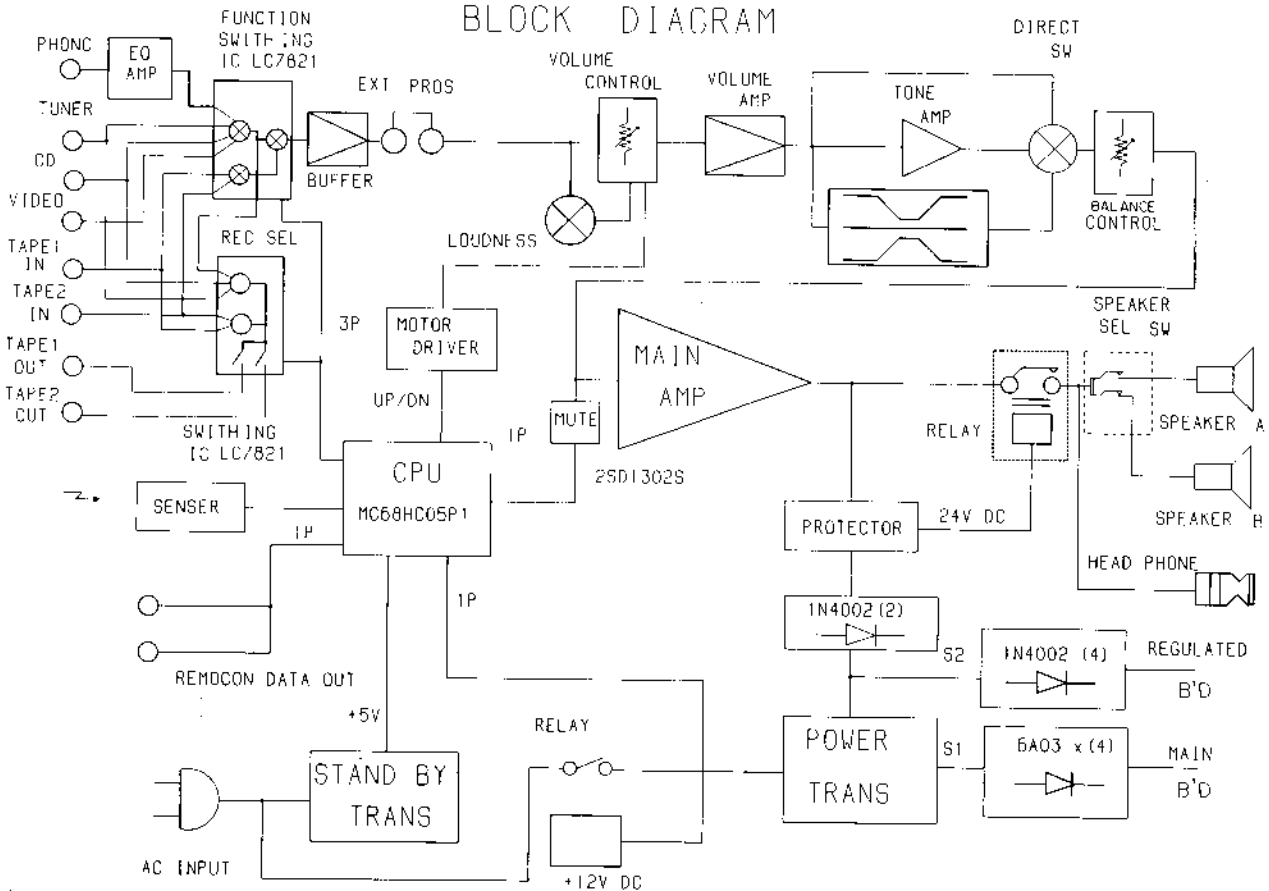 BLOCK DIAGRAM
FUNCTION
SWITHING
IC LC7821
PHONO
EQ
AMP
TUNER
CD
VIDEO
TAPE1
IN
TAPE2
IN
TAPE1
OUT
TAPE2
OUT
EXT PROS
BUFFER
REC SEL
SWITHING
IC LC7821
VOLUME
CONTROL
LOUDNESS
VOLUME
AMP
TONE
AMP
DIRECT
SW
BALANCE
CONTROL
3P
MOTOR
DRIVER
UP/DN
MAIN
AMP
MUTE
1P
2SD1302S
SPEAKER
SEL SW
RELAY
SPEAKER A
SPEAKER B
HEAD PHONE
CPU
MC68HC05P1
SENSER
1P
1P
REMOCON DATA OUT
PROTECTOR
24V DC
1N4002(2)
S2
1N4002 (4)
REGULATED
B'D
+5V
RELAY
STAND BY
TRANS
POWER
TRANS
S1
6A03 x(4)
MAIN
B'D
AC INPUT
+12V DC